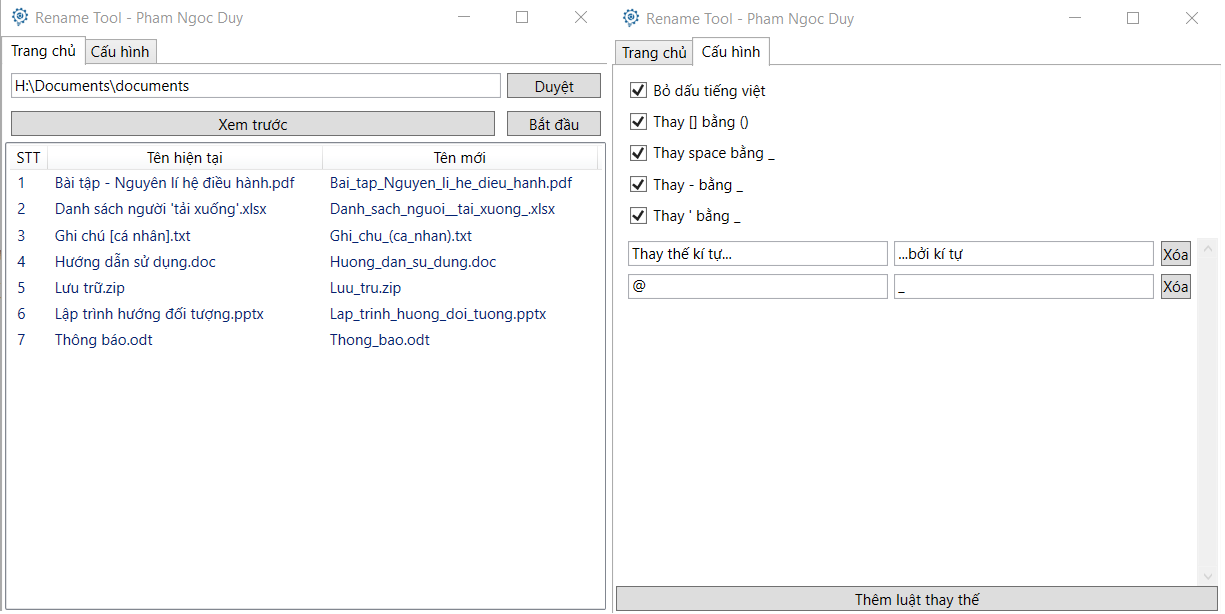 Rename Tool - Pham Ngoc Duy
Trang chủ Cấu hình
H:\Documents\documents Duyệt
Xem trước Bắt đầu
STT Tên hiện tại Tên mới
1 Bài tập - Nguyên lí hệ điều hành.pdf Bai_tap_Nguyen_li_he_dieu_hanh.pdf
2 Danh sách người 'tải xuống'.xlsx Danh_sach_nguoi__tai_xuong_.xlsx
3 Ghi chú [cá nhân].txt Ghi_chu_(ca_nhan).txt
4 Hướng dẫn sử dụng.doc Huong_dan_su_dung.doc
5 Lưu trữ.zip Luu_tru.zip
6 Lập trình hướng đối tượng.pptx Lap_trinh_huong_doi_tuong.pptx
7 Thông báo.odt Thong_bao.odt
Rename Tool - Pham Ngoc Duy
Trang chủ Cấu hình
Bỏ dấu tiếng việt
Thay [] bằng ()
Thay space bằng _
Thay - bằng _
Thay ' bằng _
Thay thế kí tự... ...bởi kí tự Xóa
@ _ Xóa
Thêm luật thay thế